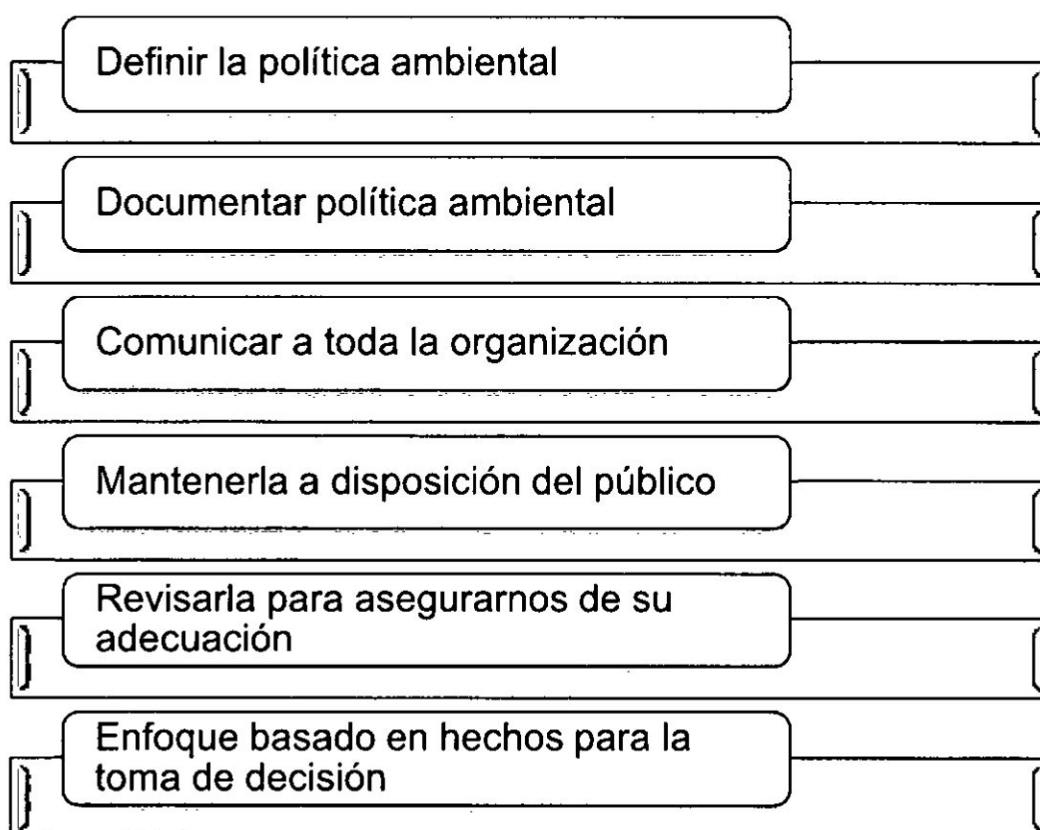 Definir la política ambiental
Documentar política ambiental
Comunicar a toda la organización
Mantenerla a disposición del público
Revisarla para asegurarnos de su
adecuación
Enfoque basado en hechos para la
toma de decisión